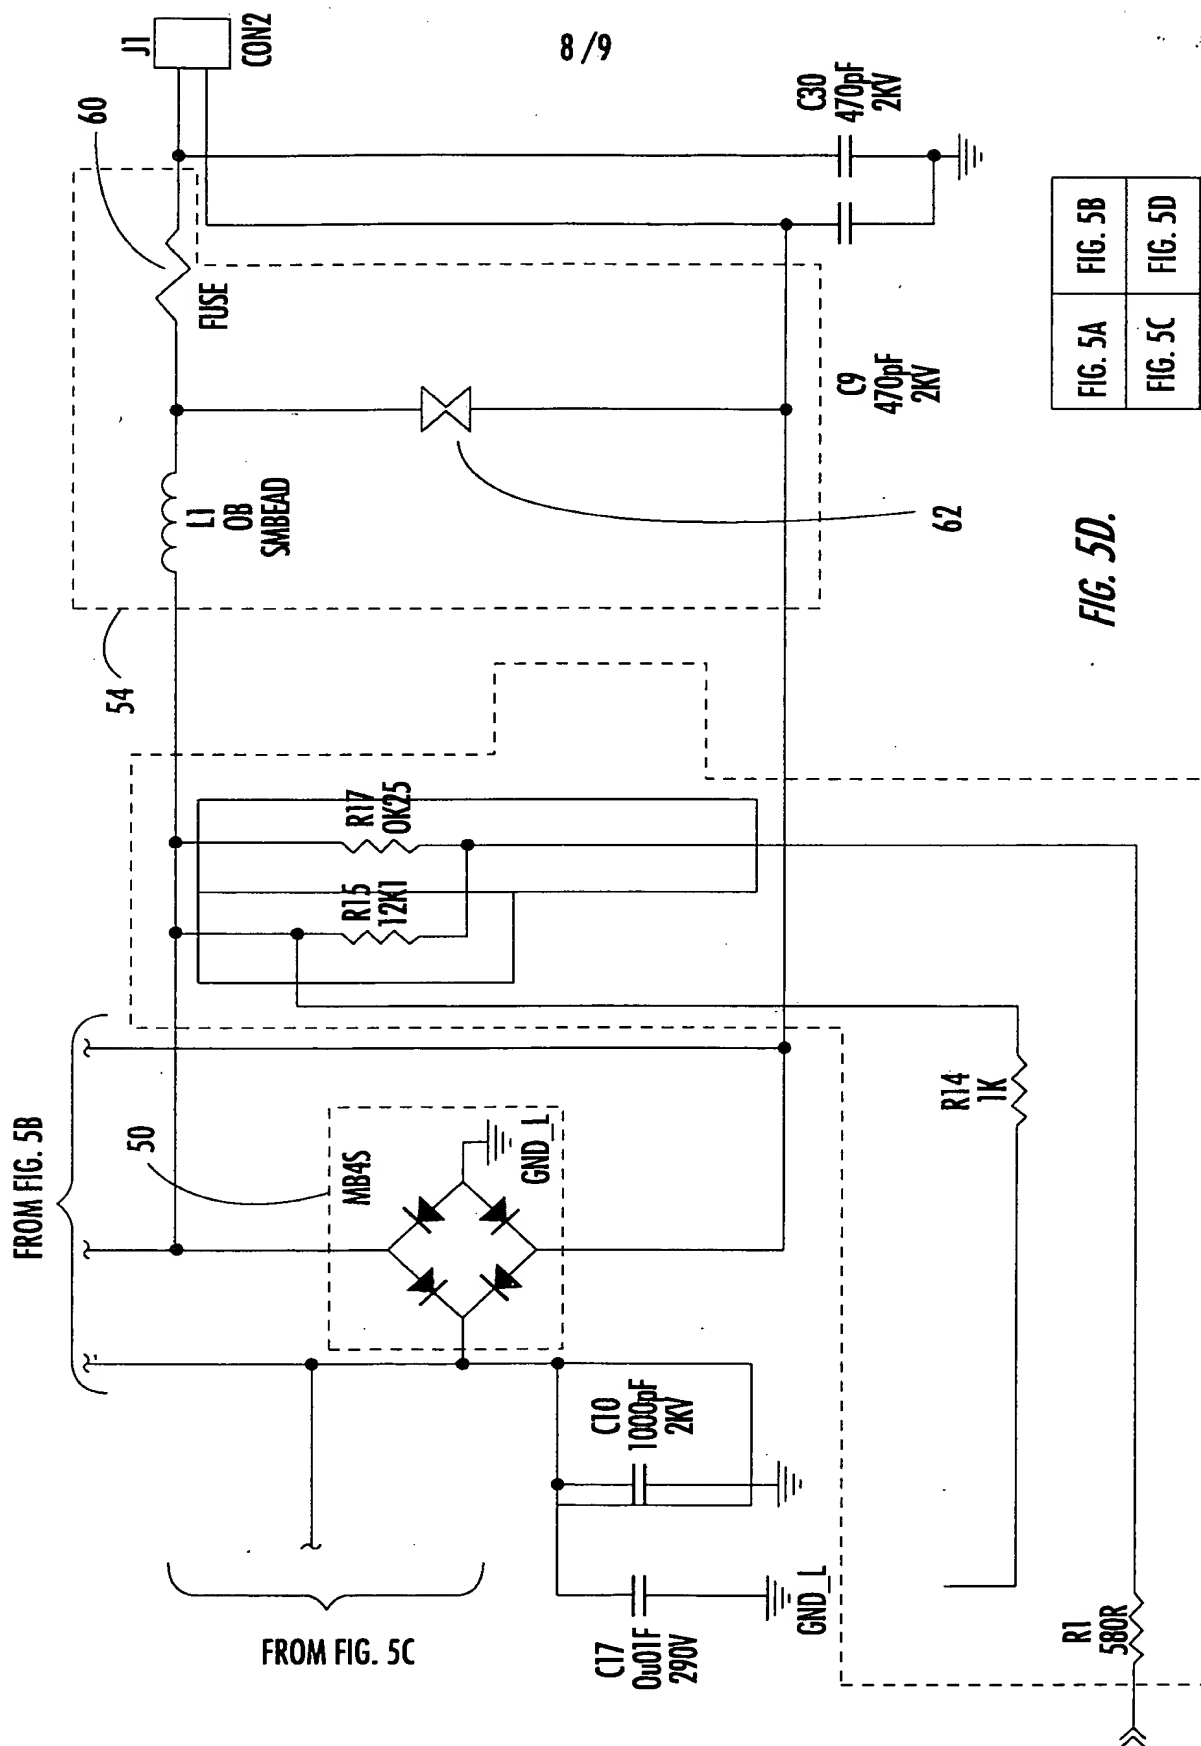 8 / 9
J1
CON2
60
FUSE
C30
470pF
2KV
C9
470pF
2KV
L1
0B
SMBEAD
62
54
R17
0K25
R15
12K1
FROM FIG. 5B
50
MB4S
GND_L
R14
1K
C10
1000pF
2KV
C17
0u01F
290V
GND_L
FROM FIG. 5C
R1
580R
FIG. 5D.
FIG. 5A
FIG. 5B
FIG. 5C
FIG. 5D